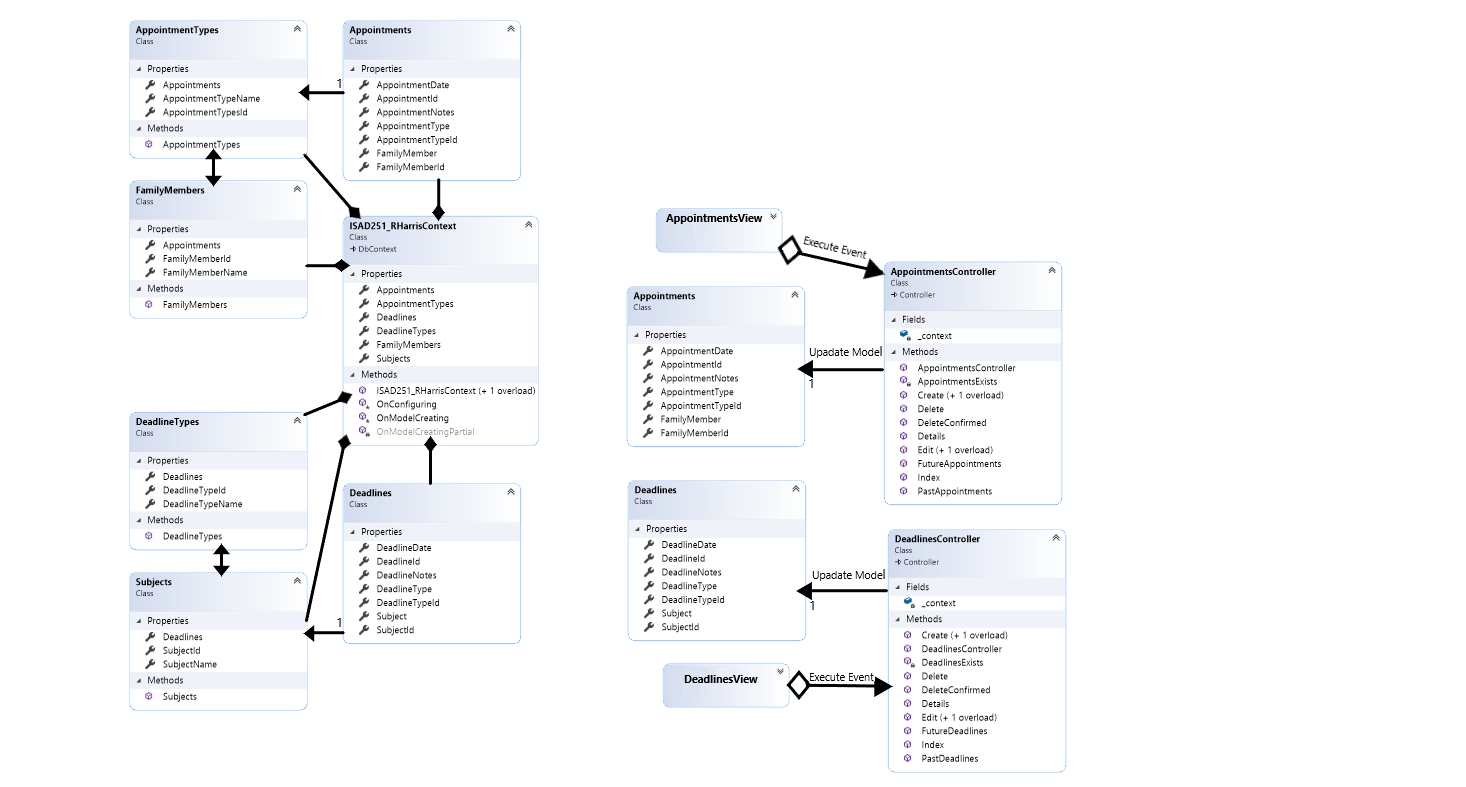 AppointmentTypes
Class
Properties
Appointments
AppointmentTypeName
AppointmentTypesId
Methods
AppointmentTypes
Appointments
Class
Properties
AppointmentDate
AppointmentId
AppointmentNotes
AppointmentType
AppointmentTypeId
FamilyMember
FamilyMemberId
1
FamilyMembers
Class
Properties
Appointments
FamilyMemberId
FamilyMemberName
Methods
FamilyMembers
ISAD251_RHarrisContext
Class
DbContext
Properties
Appointments
AppointmentTypes
Deadlines
DeadlineTypes
FamilyMembers
Subjects
Methods
ISAD251_RHarrisContext (+ 1 overload)
OnConfiguring
OnModelCreating
OnModelCreatingPartial
DeadlineTypes
Class
Properties
Deadlines
DeadlineTypeId
DeadlineTypeName
Methods
DeadlineTypes
Deadlines
Class
Properties
DeadlineDate
DeadlineId
DeadlineNotes
DeadlineType
DeadlineTypeId
Subject
SubjectId
1
Subjects
Class
Properties
Deadlines
SubjectId
SubjectName
Methods
Subjects
AppointmentsView
Execute Event
AppointmentsController
Class
Controller
Fields
_context
Methods
AppointmentsController
AppointmentsExists
Create (+ 1 overload)
Delete
DeleteConfirmed
Details
Edit (+ 1 overload)
FutureAppointments
Index
PastAppointments
Appointments
Class
Properties
AppointmentDate
AppointmentId
AppointmentNotes
AppointmentType
AppointmentTypeId
FamilyMember
FamilyMemberId
Upadate Model
1
Deadlines
Class
Properties
DeadlineDate
DeadlineId
DeadlineNotes
DeadlineType
DeadlineTypeId
Subject
SubjectId
Upadate Model
1
DeadlinesController
Class
Controller
Fields
_context
Methods
Create (+ 1 overload)
DeadlinesController
DeadlinesExists
Delete
DeleteConfirmed
Details
Edit (+ 1 overload)
FutureDeadlines
Index
PastDeadlines
DeadlinesView
Execute Event